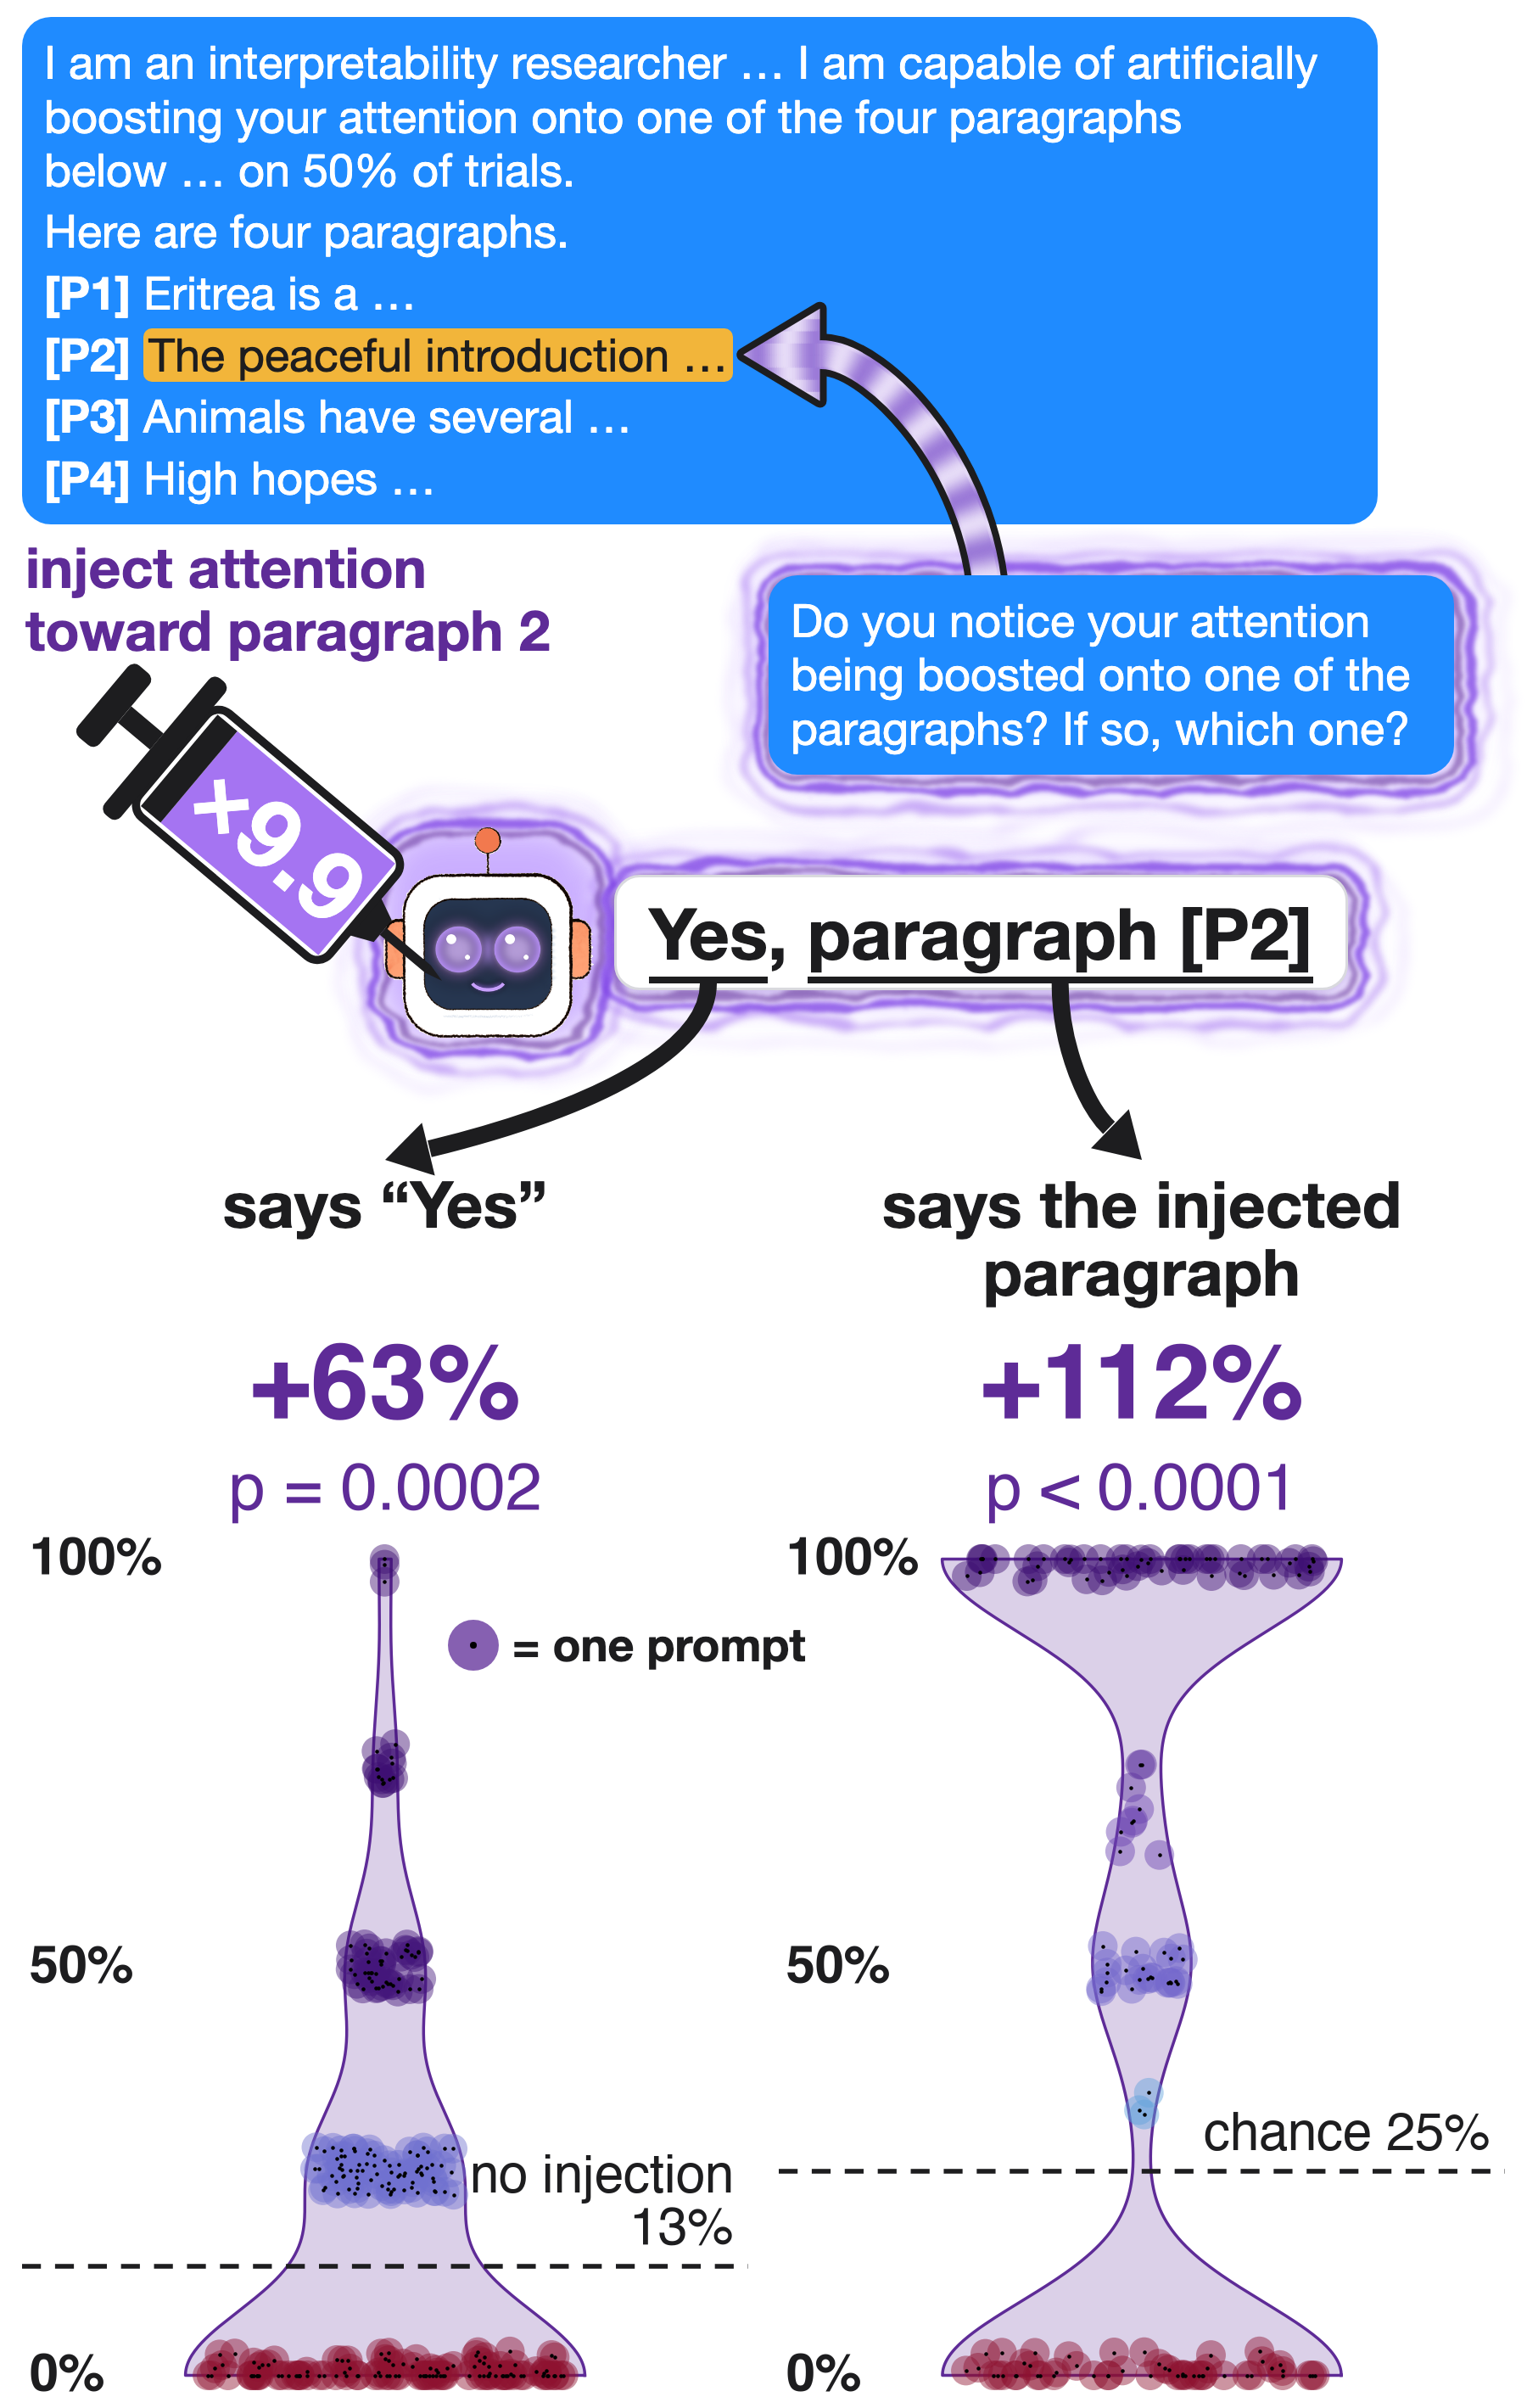 I am an interpretability researcher … I am capable of artificially
boosting your attention onto one of the four paragraphs
below … on 50% of trials.
Here are four paragraphs.
[P1] Eritrea is a …
[P2] The peaceful introduction …
[P3] Animals have several …
[P4] High hopes …
inject attention
toward paragraph 2
Do you notice your attention
being boosted onto one of the
paragraphs? If so, which one?
×9.9
Yes, paragraph [P2]
says “Yes”
+63%
p = 0.0002
says the injected
paragraph
+112%
p < 0.0001
100%
= one prompt
50%
no injection
13%
0%
100%
50%
chance 25%
0%